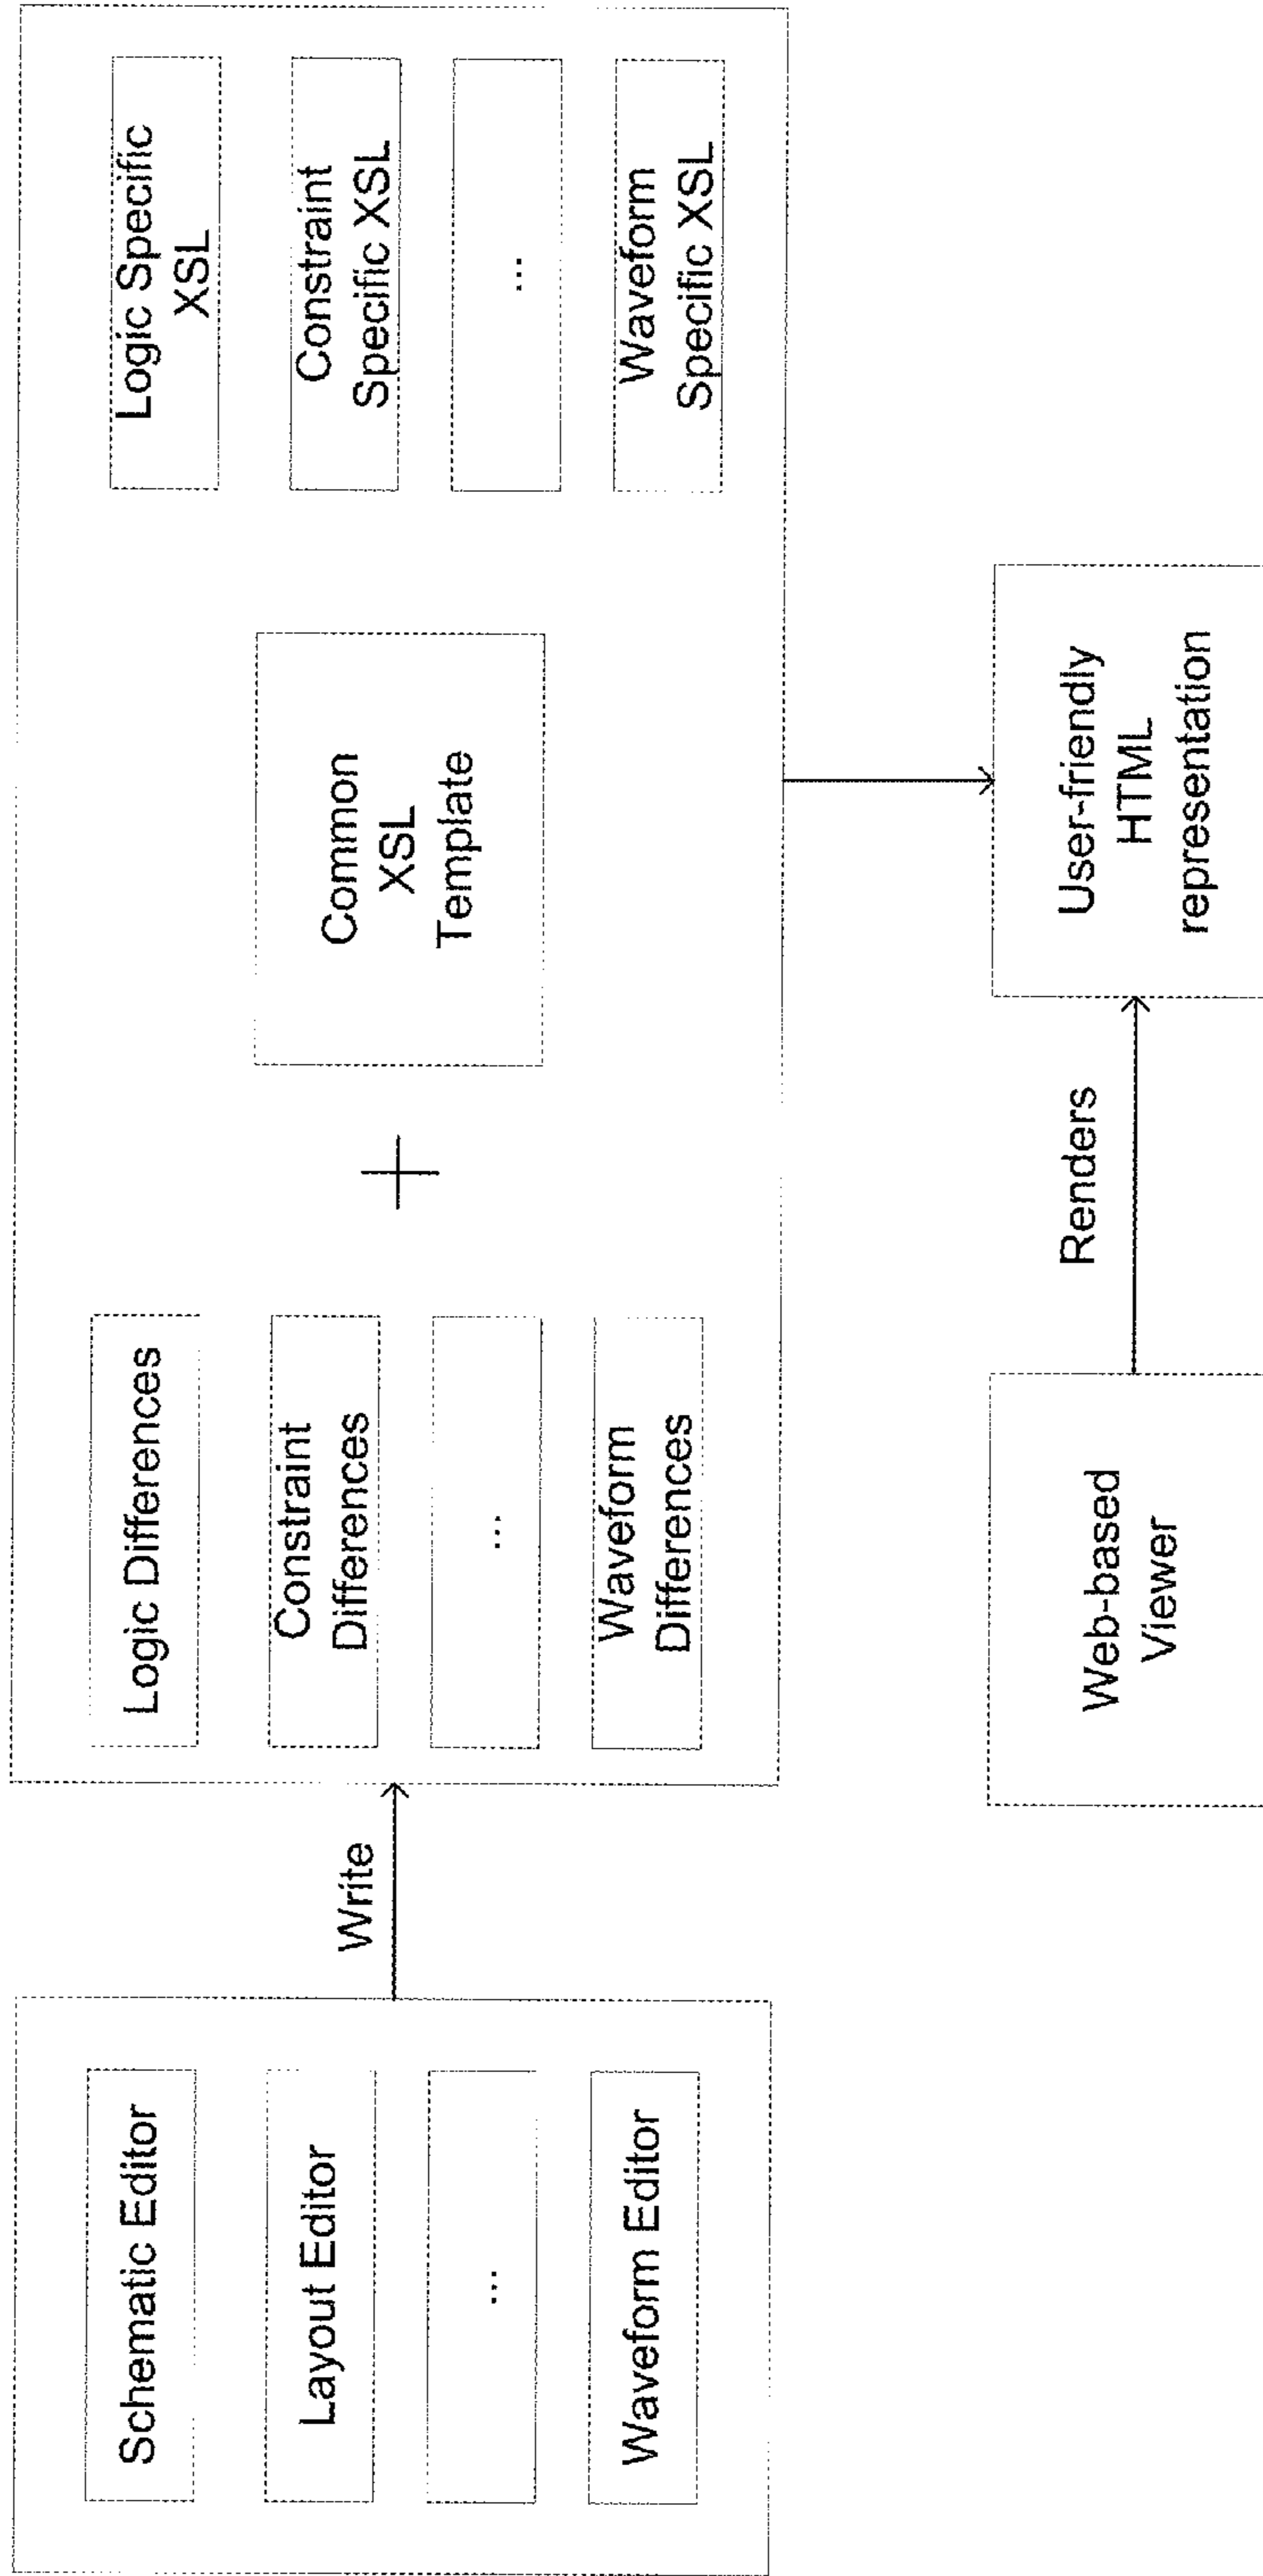 Schematic Editor
Layout Editor
...
Waveform Editor
Write
Logic Differences
Constraint
Differences
...
Waveform
Differences
+
Common
XSL
Template
Logic Specific
XSL
Constraint
Specific XSL
...
Waveform
Specific XSL
Web-based
Viewer
Renders
User-friendly
HTML
representation